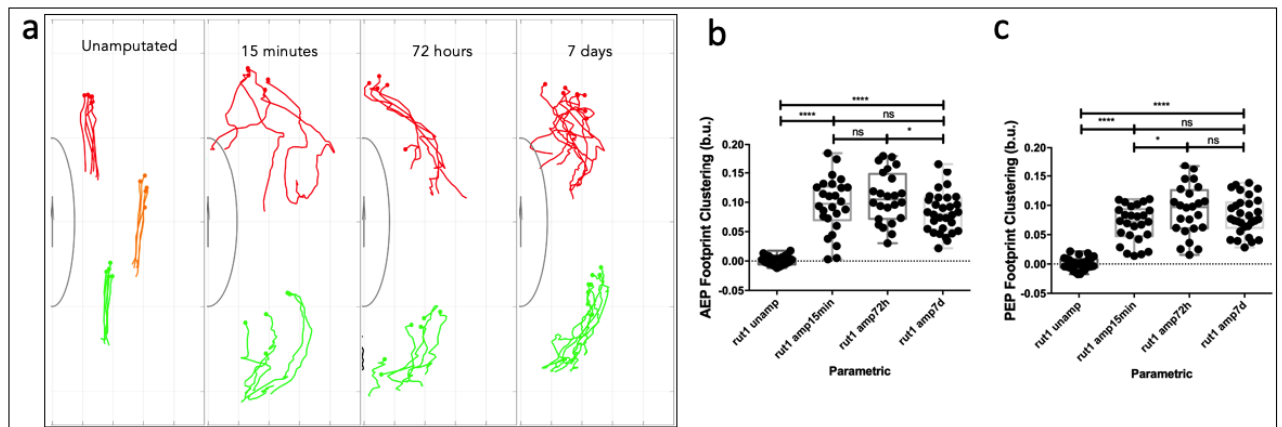 a
Unamputated
15 minutes
72 hours
7 days
b
****
**** ns
ns *
AEP Footprint Clustering (b.u.)
0.20
0.15
0.10
0.05
0.00
-0.05
rut1 unamp
rut1 amp15min
rut1 amp72h
rut1 amp7d
Parametric
c
****
**** ns
* ns
PEP Footprint Clustering (b.u.)
0.20
0.15
0.10
0.05
0.00
-0.05
rut1 unamp
rut1 amp15min
rut1 amp72h
rut1 amp7d
Parametric